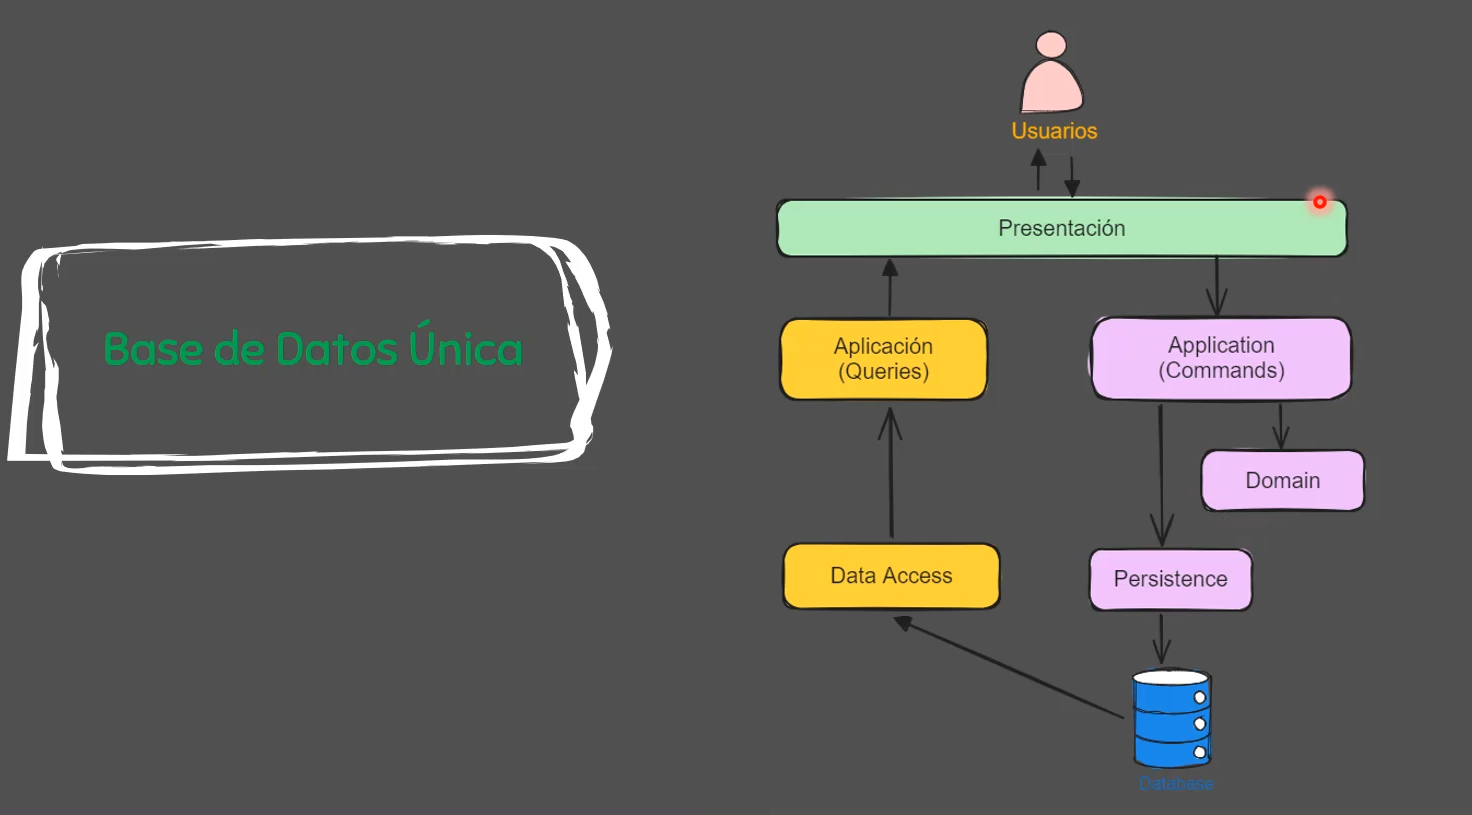 Base de Datos Única
Usuarios
Presentación
Aplicación
(Queries)
Application
(Commands)
Domain
Data Access
Persistence
Database